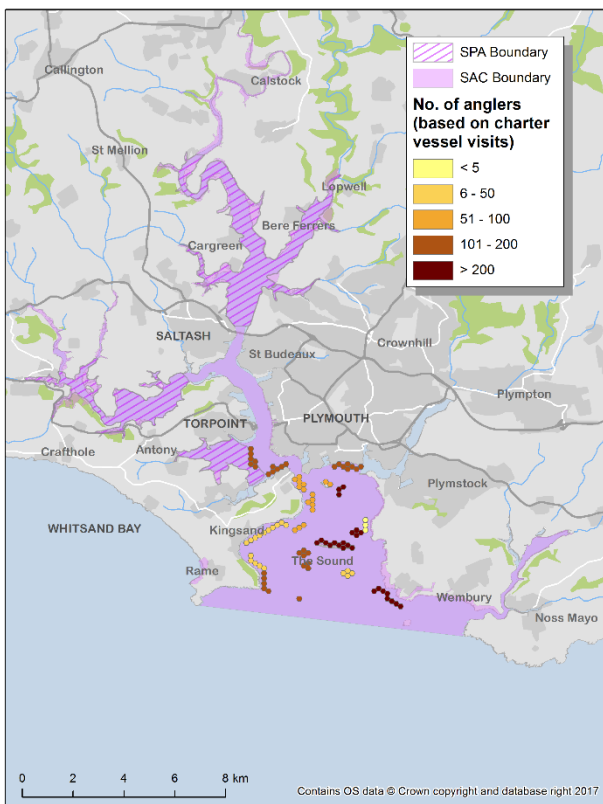 SPA Boundary
SAC Boundary
No. of anglers
(based on charter
vessel visits)
< 5
6 - 50
51 - 100
101 - 200
> 200
Callington
Calstock
St Mellion
Lopwell
Bere Ferrers
Cargreen
SALTASH
St Budeaux
Crownhill
Plympton
TORPOINT
PLYMOUTH
Antony
Crafthole
Plymstock
WHITSAND BAY
Kingsand
The Sound
Rame
Wembury
Noss Mayo
0 2 4 6 8 km
Contains OS data © Crown copyright and database right 2017